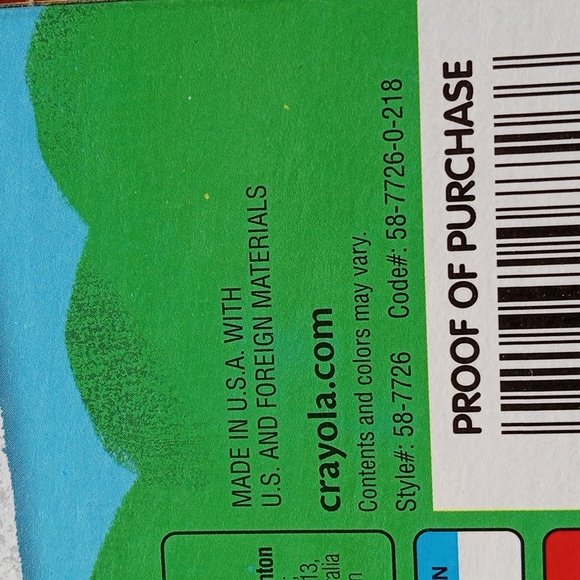 MADE IN U.S.A. WITH
U.S. AND FOREIGN MATERIALS
crayola.com
Contents and colors may vary.
Style#: 58-7726 Code#: 58-7726-0-218
PROOF OF PURCHASE